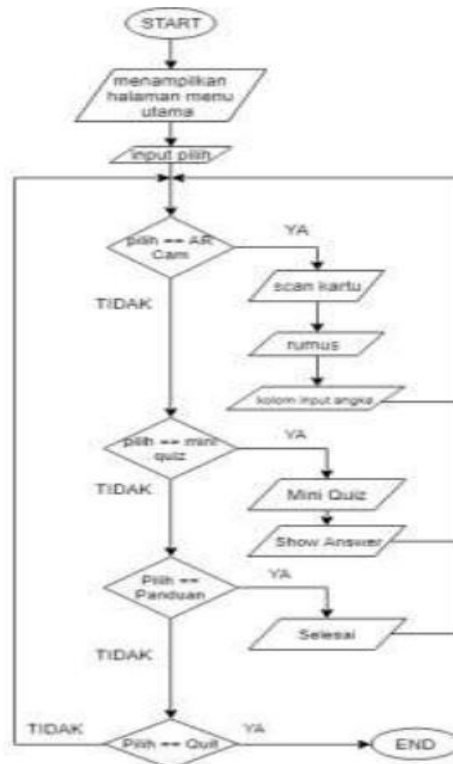 START
menampilkan
halaman menu
utama
input pilih
pilih == AR
Cam
YA
scan kartu
TIDAK
rumus
kolom input angka
pilih == mini
quiz
YA
Mini Quiz
TIDAK
Show Answer
Pilih ==
Panduan
YA
Selesai
TIDAK
TIDAK
Pilih == Quit
YA
END